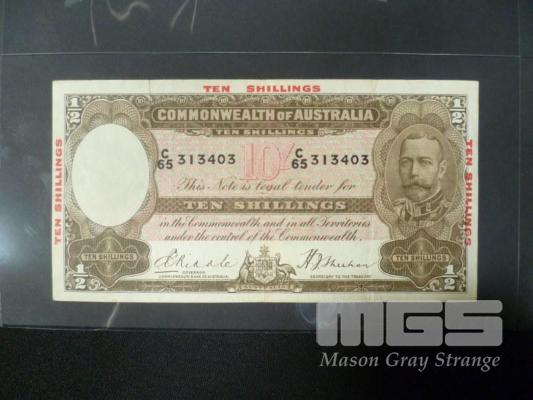 TEN SHILLINGS
1/2
1/2
COMMONWEALTH OF AUSTRALIA
TEN SHILLINGS
C/65 313403
10/-
C/65 313403
This Note is legal tender for
TEN SHILLINGS
in the Commonwealth and in all Territories
under the control of the Commonwealth.
TEN SHILLINGS
TEN SHILLINGS
TEN SHILLINGS
TEN SHILLINGS
1/2
1/2
GOVERNOR
COMMONWEALTH BANK OF AUSTRALIA
SECRETARY TO THE TREASURY
MGS
Mason Gray Strange